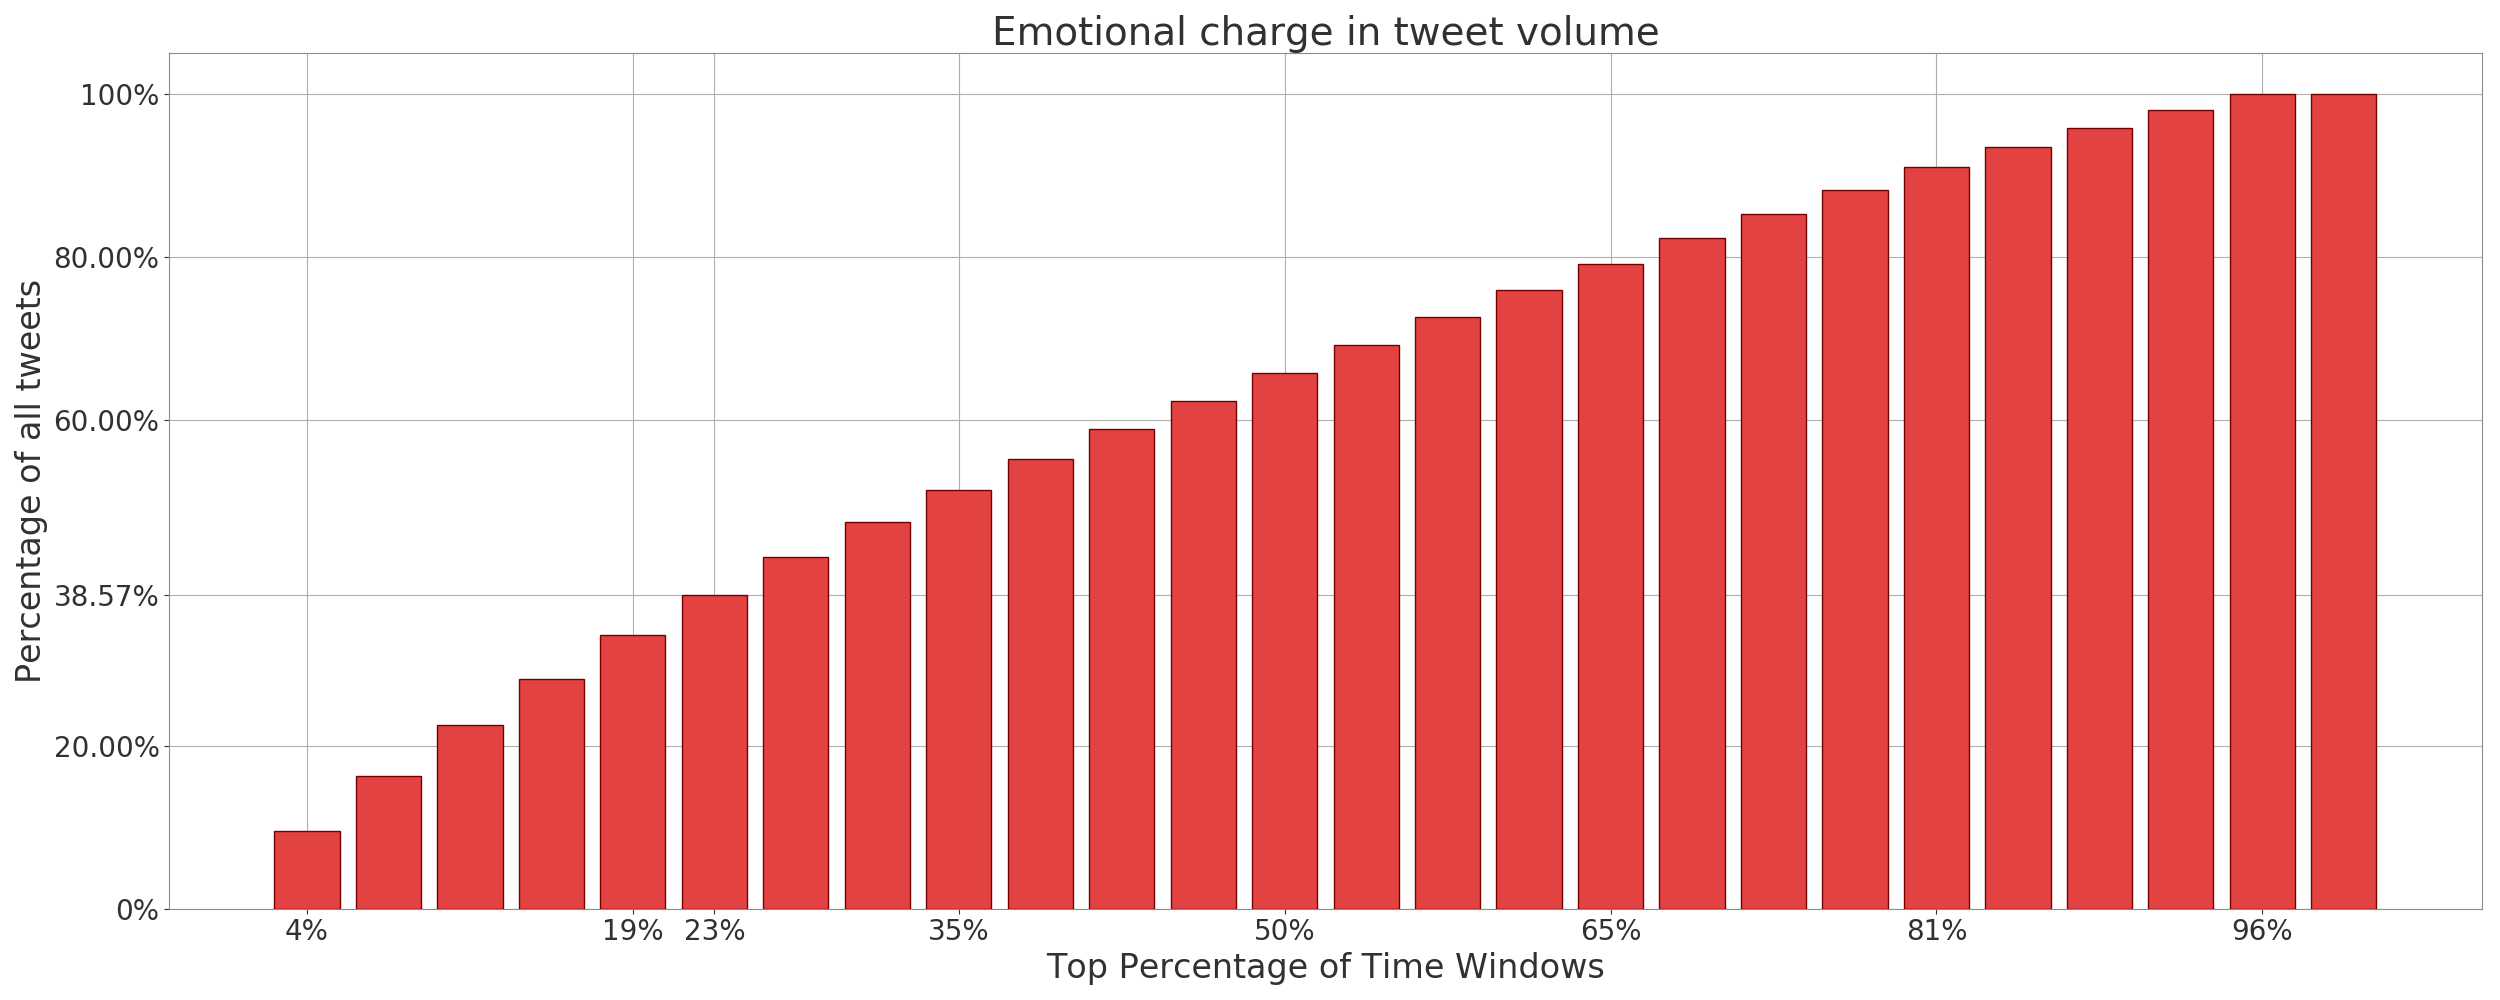 Emotional charge in tweet volume
100%
80.00%
60.00%
38.57%
20.00%
0%
Percentage of all tweets
4% 19% 23% 35% 50% 65% 81% 96%
Top Percentage of Time Windows